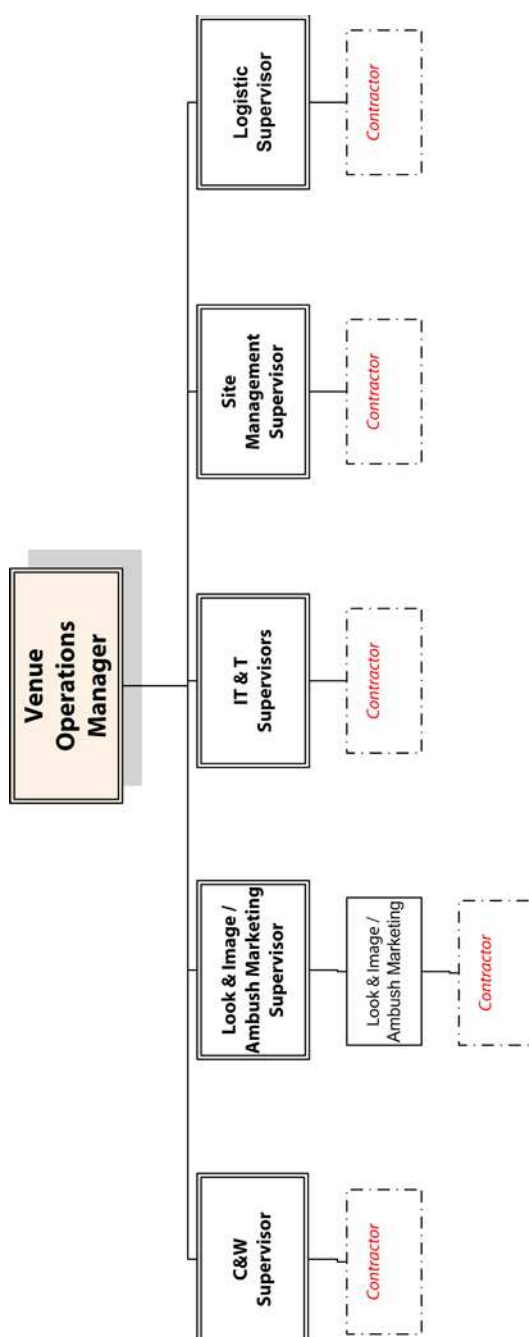 Venue
Operations
Manager
C&W
Supervisor
Look & Image /
Ambush Marketing
Supervisor
IT & T
Supervisors
Site
Management
Supervisor
Logistic
Supervisor
Contractor
Look & Image /
Ambush Marketing
Contractor
Contractor
Contractor
Contractor